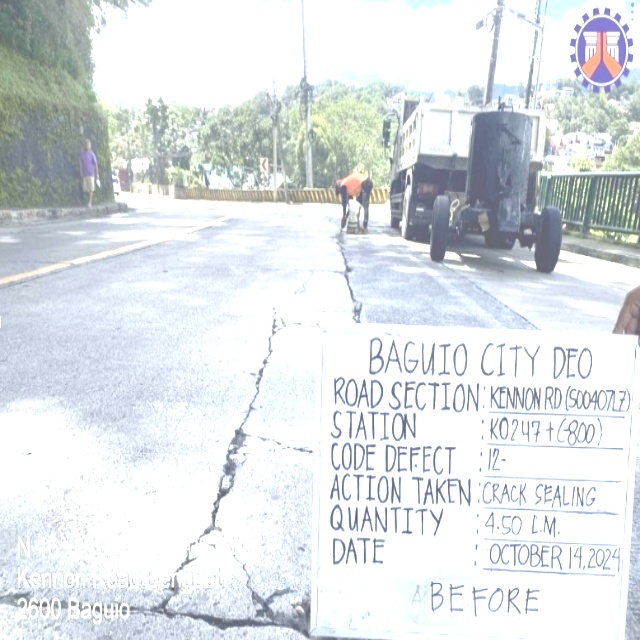 BAGUIO CITY DEO
ROAD SECTION : KENNON RD (S00407LZ)
STATION : K0247 + (-800)
CODE DEFECT : 12-
ACTION TAKEN : CRACK SEALING
QUANTITY : 4.50 L.M.
DATE : OCTOBER 14, 2024
BEFORE
Kennon Road
2600 Baguio